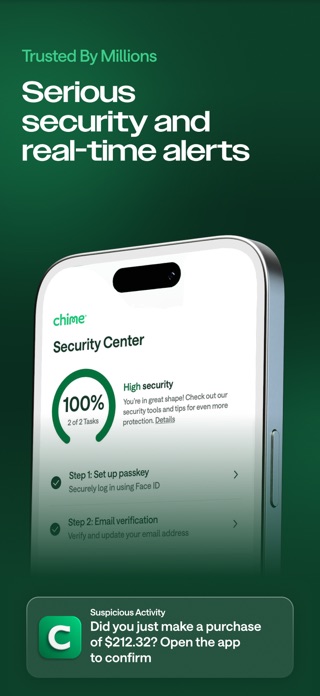 Trusted By Millions
Serious
security and
real-time alerts
chime
Security Center
100%
2 of 2 Tasks
High security
You're in great shape! Check out our
security tools and tips for even more
protection. Details
Step 1: Set up passkey
Securely log in using Face ID
Step 2: Email verification
Verify and update your email address
C
Suspicious Activity
Did you just make a purchase
of $212.32? Open the app
to confirm